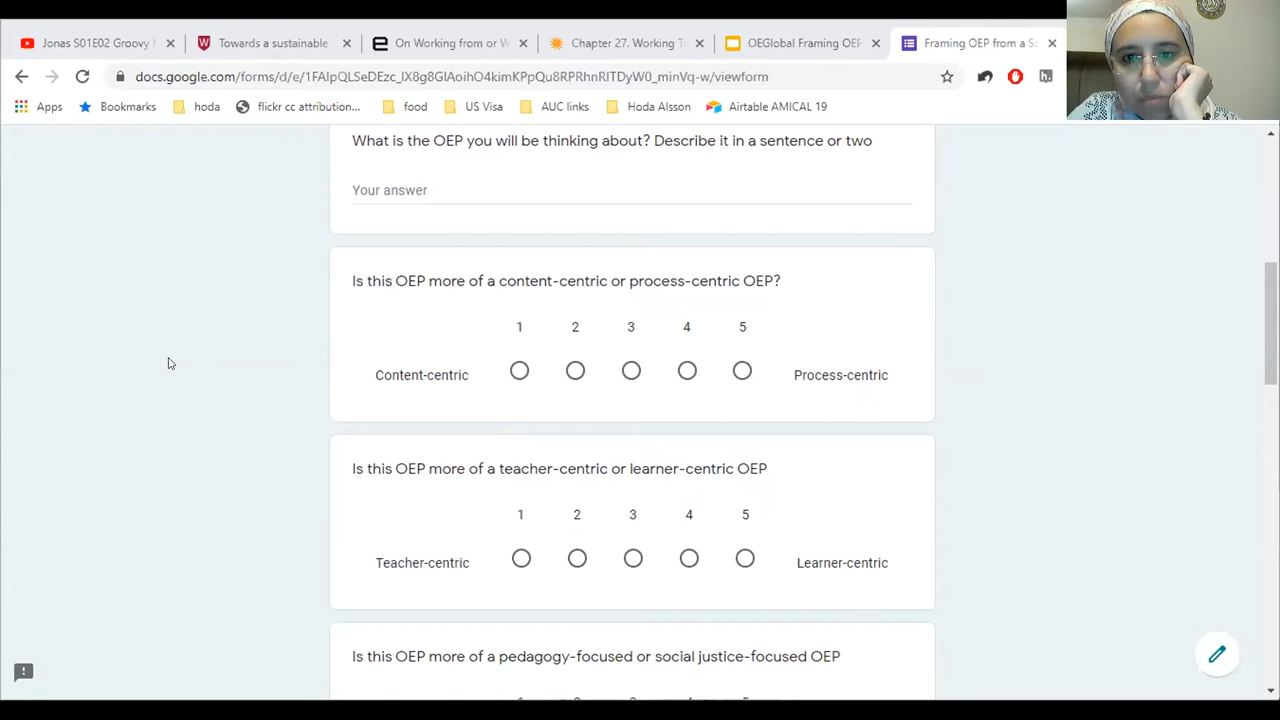 Jonas S01E02 Groovy
Towards a sustainable
On Working from or W
Chapter 27. Working T
OEGlobal Framing OEP
Framing OEP from a S
docs.google.com/forms/d/e/1FAIpQLSeDEzc_lX8g8GIAoihO4kimKPpQu8RPRhnRITDyW0_minVq-w/viewform
Apps Bookmarks hoda flickr cc attribution... food US Visa AUC links Hoda Alsson Airtable AMICAL 19
What is the OEP you will be thinking about? Describe it in a sentence or two
Your answer
Is this OEP more of a content-centric or process-centric OEP?
1 2 3 4 5
Content-centric Process-centric
Is this OEP more of a teacher-centric or learner-centric OEP
1 2 3 4 5
Teacher-centric Learner-centric
Is this OEP more of a pedagogy-focused or social justice-focused OEP